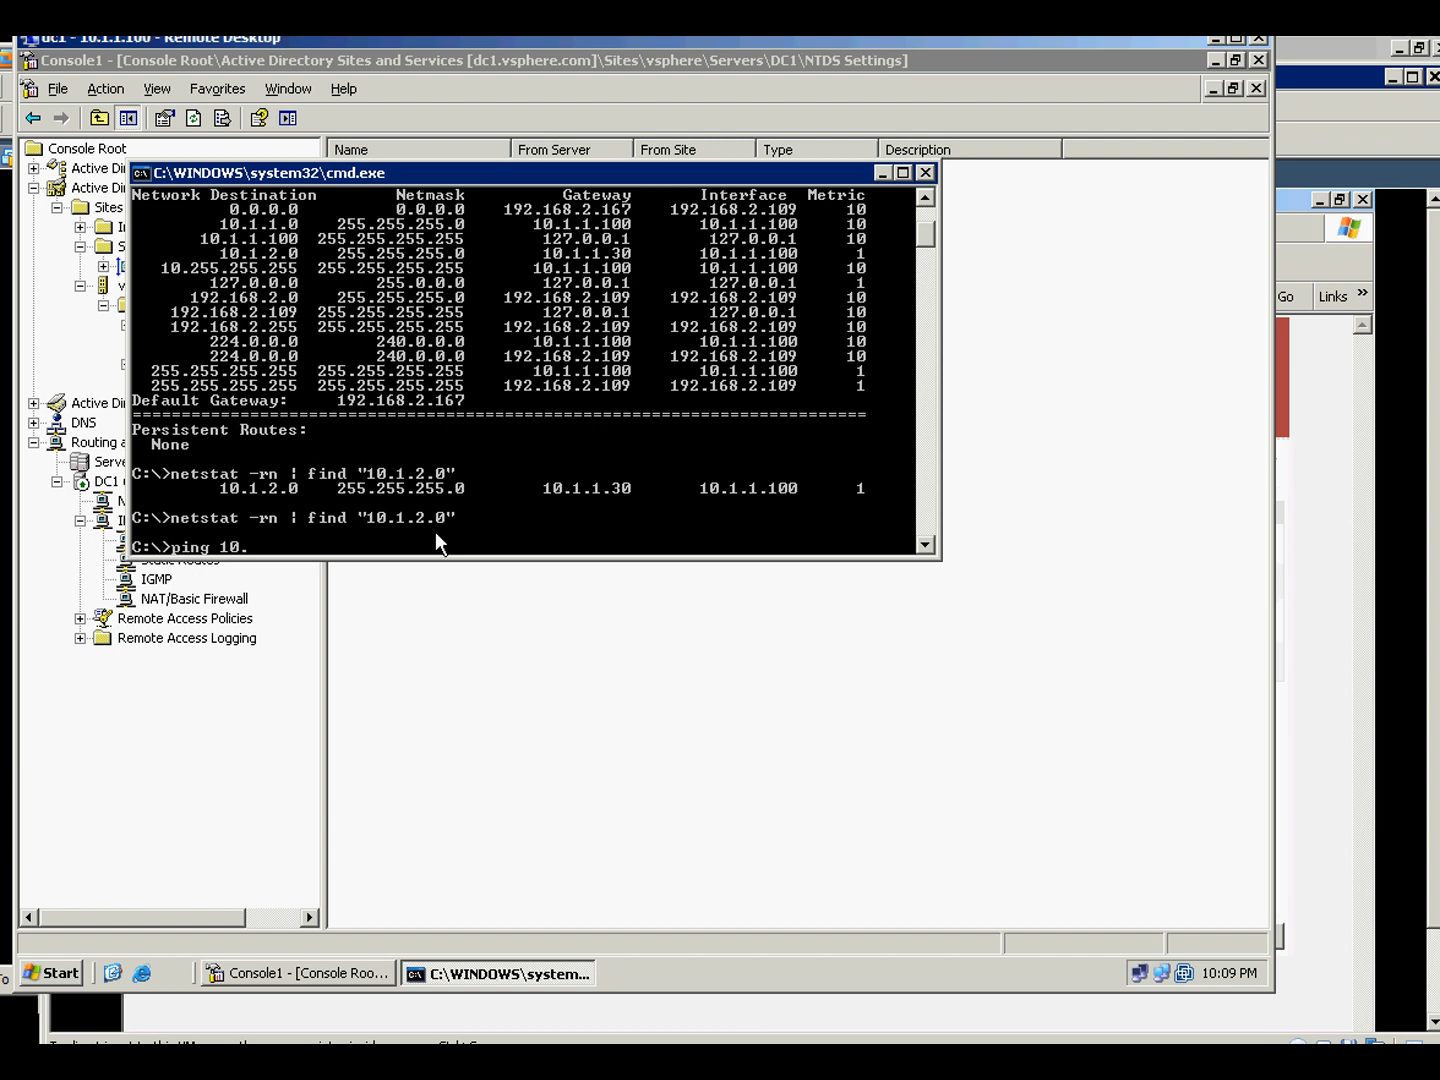 dc1 - 10.1.1.100 - Remote Desktop
Console1 - [Console Root\Active Directory Sites and Services [dc1.vsphere.com]\Sites\vsphere\Servers\DC1\NTDS Settings]
File Action View Favorites Window Help
Console Root
Name From Server From Site Type Description
Active Di
Active Di
Sites
I
S
v
Active Di
DNS
Routing a
Serve
DC1
N
I
Static Routes
IGMP
NAT/Basic Firewall
Remote Access Policies
Remote Access Logging
C:\WINDOWS\system32\cmd.exe
Network Destination Netmask Gateway Interface Metric
0.0.0.0 0.0.0.0 192.168.2.167 192.168.2.109 10
10.1.1.0 255.255.255.0 10.1.1.100 10.1.1.100 10
10.1.1.100 255.255.255.255 127.0.0.1 127.0.0.1 10
10.1.2.0 255.255.255.0 10.1.1.30 10.1.1.100 1
10.255.255.255 255.255.255.255 10.1.1.100 10.1.1.100 10
127.0.0.0 255.0.0.0 127.0.0.1 127.0.0.1 1
192.168.2.0 255.255.255.0 192.168.2.109 192.168.2.109 10
192.168.2.109 255.255.255.255 127.0.0.1 127.0.0.1 10
192.168.2.255 255.255.255.255 192.168.2.109 192.168.2.109 10
224.0.0.0 240.0.0.0 10.1.1.100 10.1.1.100 10
224.0.0.0 240.0.0.0 192.168.2.109 192.168.2.109 10
255.255.255.255 255.255.255.255 10.1.1.100 10.1.1.100 1
255.255.255.255 255.255.255.255 192.168.2.109 192.168.2.109 1
Default Gateway: 192.168.2.167
===========================================================================
Persistent Routes:
None
C:\>netstat -rn | find "10.1.2.0"
10.1.2.0 255.255.255.0 10.1.1.30 10.1.1.100 1
C:\>netstat -rn | find "10.1.2.0"
C:\>ping 10.
Go Links »
Start Console1 - [Console Roo... C:\WINDOWS\system... 10:09 PM